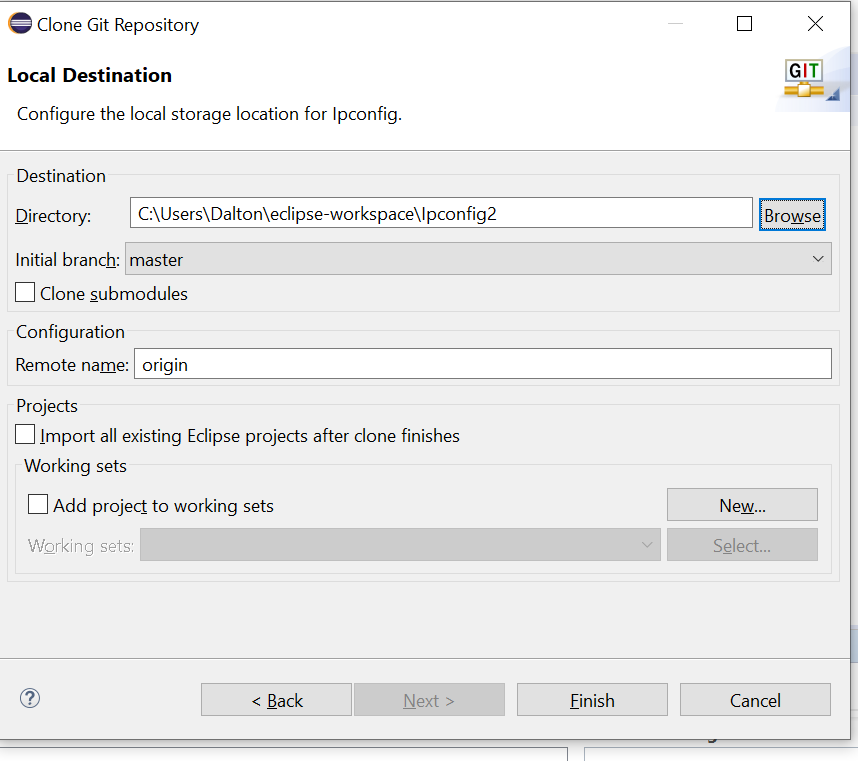 Clone Git Repository
Local Destination
GIT
Configure the local storage location for Ipconfig.
Destination
Directory: C:\Users\Dalton\eclipse-workspace\Ipconfig2 Browse
Initial branch: master
Clone submodules
Configuration
Remote name: origin
Projects
Import all existing Eclipse projects after clone finishes
Working sets
Add project to working sets New...
Working sets: Select...
? < Back Next > Finish Cancel